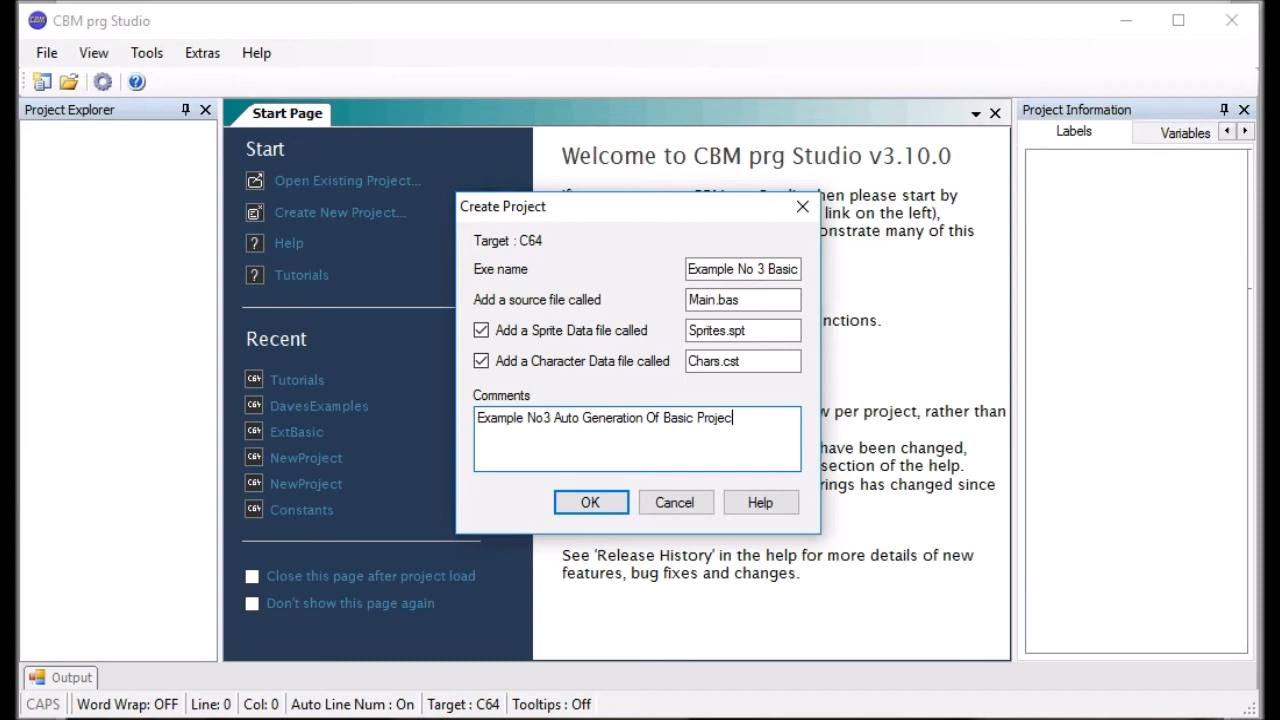 CBM prg Studio
File View Tools Extras Help
Project Explorer
Start Page
Project Information
Labels Variables
Start
Open Existing Project...
Create New Project...
Help
Tutorials
Recent
Tutorials
DavesExamples
ExtBasic
NewProject
NewProject
Constants
Close this page after project load
Don't show this page again
Welcome to CBM prg Studio v3.10.0
then please start by
link on the left),
onstrate many of this
nctions.
w per project, rather than
have been changed,
section of the help.
rings has changed since
See 'Release History' in the help for more details of new
features, bug fixes and changes.
Create Project
Target : C64
Exe name Example No 3 Basic
Add a source file called Main.bas
Add a Sprite Data file called Sprites.spt
Add a Character Data file called Chars.cst
Comments
Example No3 Auto Generation Of Basic Projec
OK Cancel Help
Output
CAPS Word Wrap: OFF Line: 0 Col: 0 Auto Line Num : On Target : C64 Tooltips : Off